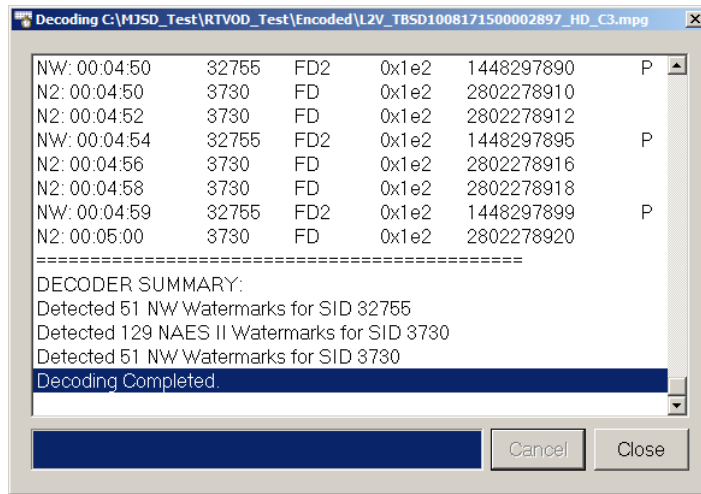 Decoding C:\MJSD_Test\RTVOD_Test\Encoded\L2V_TBSD1008171500002897_HD_C3.mpg
NW: 00:04:50 32755 FD2 0x1e2 1448297890 P
N2: 00:04:50 3730 FD 0x1e2 2802278910
N2: 00:04:52 3730 FD 0x1e2 2802278912
NW: 00:04:54 32755 FD2 0x1e2 1448297895 P
N2: 00:04:56 3730 FD 0x1e2 2802278916
N2: 00:04:58 3730 FD 0x1e2 2802278918
NW: 00:04:59 32755 FD2 0x1e2 1448297899 P
N2: 00:05:00 3730 FD 0x1e2 2802278920
=============================================
DECODER SUMMARY:
Detected 51 NW Watermarks for SID 32755
Detected 129 NAES II Watermarks for SID 3730
Detected 51 NW Watermarks for SID 3730
Decoding Completed.
Cancel Close